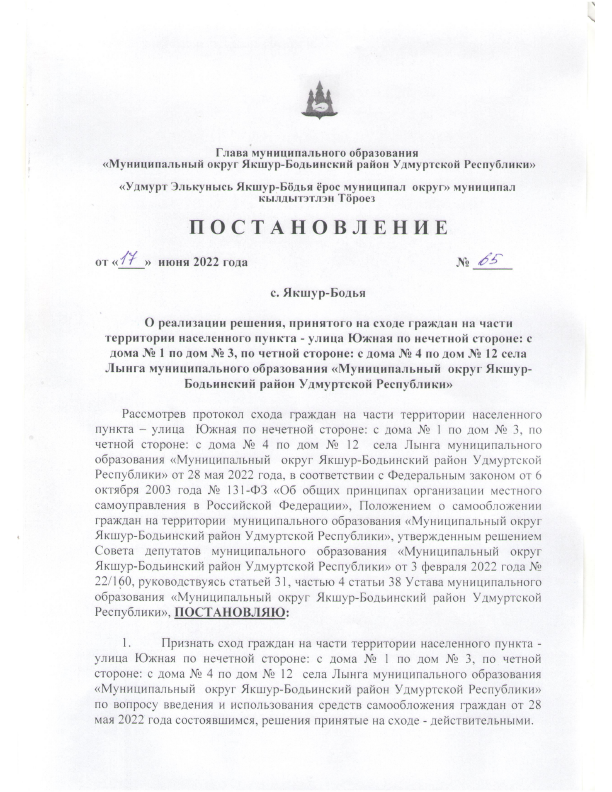 Глава муниципального образования
«Муниципальный округ Якшур-Бодьинский район Удмуртской Республики»
«Удмурт Элькунысь Якшур-Бӧдья ёрос муниципал округ» муниципал
кылдытэтлэн Тӧроез
П О С Т А Н О В Л Е Н И Е
от «17» июня 2022 года № 65
с. Якшур-Бодья
О реализации решения, принятого на сходе граждан на части
территории населенного пункта - улица Южная по нечетной стороне: с
дома № 1 по дом № 3, по четной стороне: с дома № 4 по дом № 12 села
Лынга муниципального образования «Муниципальный округ Якшур-
Бодьинский район Удмуртской Республики»
Рассмотрев протокол схода граждан на части территории населенного
пункта – улица Южная по нечетной стороне: с дома № 1 по дом № 3, по
четной стороне: с дома № 4 по дом № 12 села Лынга муниципального
образования «Муниципальный округ Якшур-Бодьинский район Удмуртской
Республики» от 28 мая 2022 года, в соответствии с Федеральным законом от 6
октября 2003 года № 131-ФЗ «Об общих принципах организации местного
самоуправления в Российской Федерации», Положением о самообложении
граждан на территории муниципального образования «Муниципальный округ
Якшур-Бодьинский район Удмуртской Республики», утвержденным решением
Совета депутатов муниципального образования «Муниципальный округ
Якшур-Бодьинский район Удмуртской Республики» от 3 февраля 2022 года №
22/160, руководствуясь статьей 31, частью 4 статьи 38 Устава муниципального
образования «Муниципальный округ Якшур-Бодьинский район Удмуртской
Республики», ПОСТАНОВЛЯЮ:
1. Признать сход граждан на части территории населенного пункта -
улица Южная по нечетной стороне: с дома № 1 по дом № 3, по четной
стороне: с дома № 4 по дом № 12 села Лынга муниципального образования
«Муниципальный округ Якшур-Бодьинский район Удмуртской Республики»
по вопросу введения и использования средств самообложения граждан от 28
мая 2022 года состоявшимся, решения принятые на сходе - действительными.